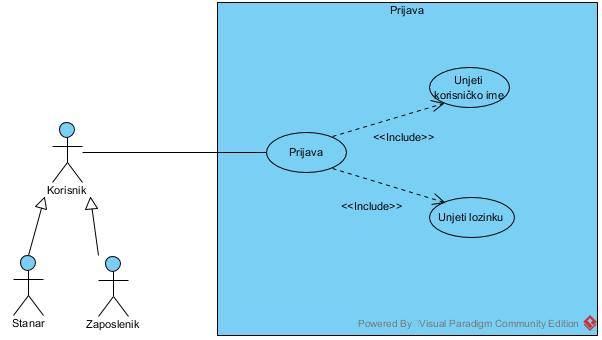 Prijava
Unjeti
korisničko ime
<<Include>>
Prijava
Korisnik
<<Include>>
Unjeti lozinku
Stanar
Zaposlenik
Powered By Visual Paradigm Community Edition